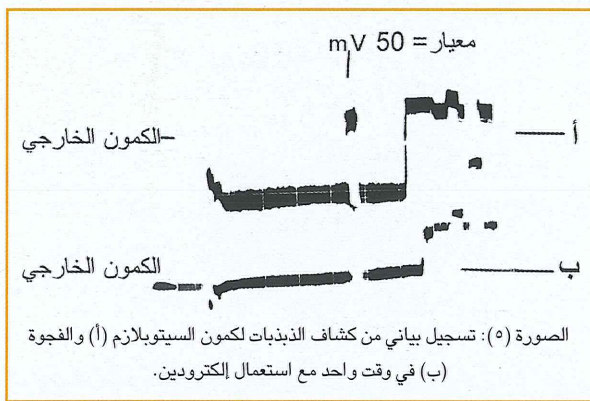 معيار = 50 mV
الكمون الخارجي
أ
الكمون الخارجي
ب
الصورة (٥): تسجيل بياني من كشاف الذبذبات لكمون السيتوبلازم (أ) والفجوة
(ب) في وقت واحد مع استعمال إلكترودين.